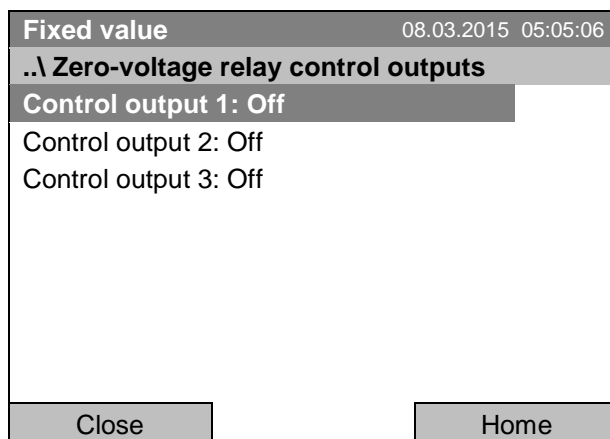 Fixed value 08.03.2015 05:05:06
..\ Zero-voltage relay control outputs
Control output 1: Off
Control output 2: Off
Control output 3: Off
Close Home